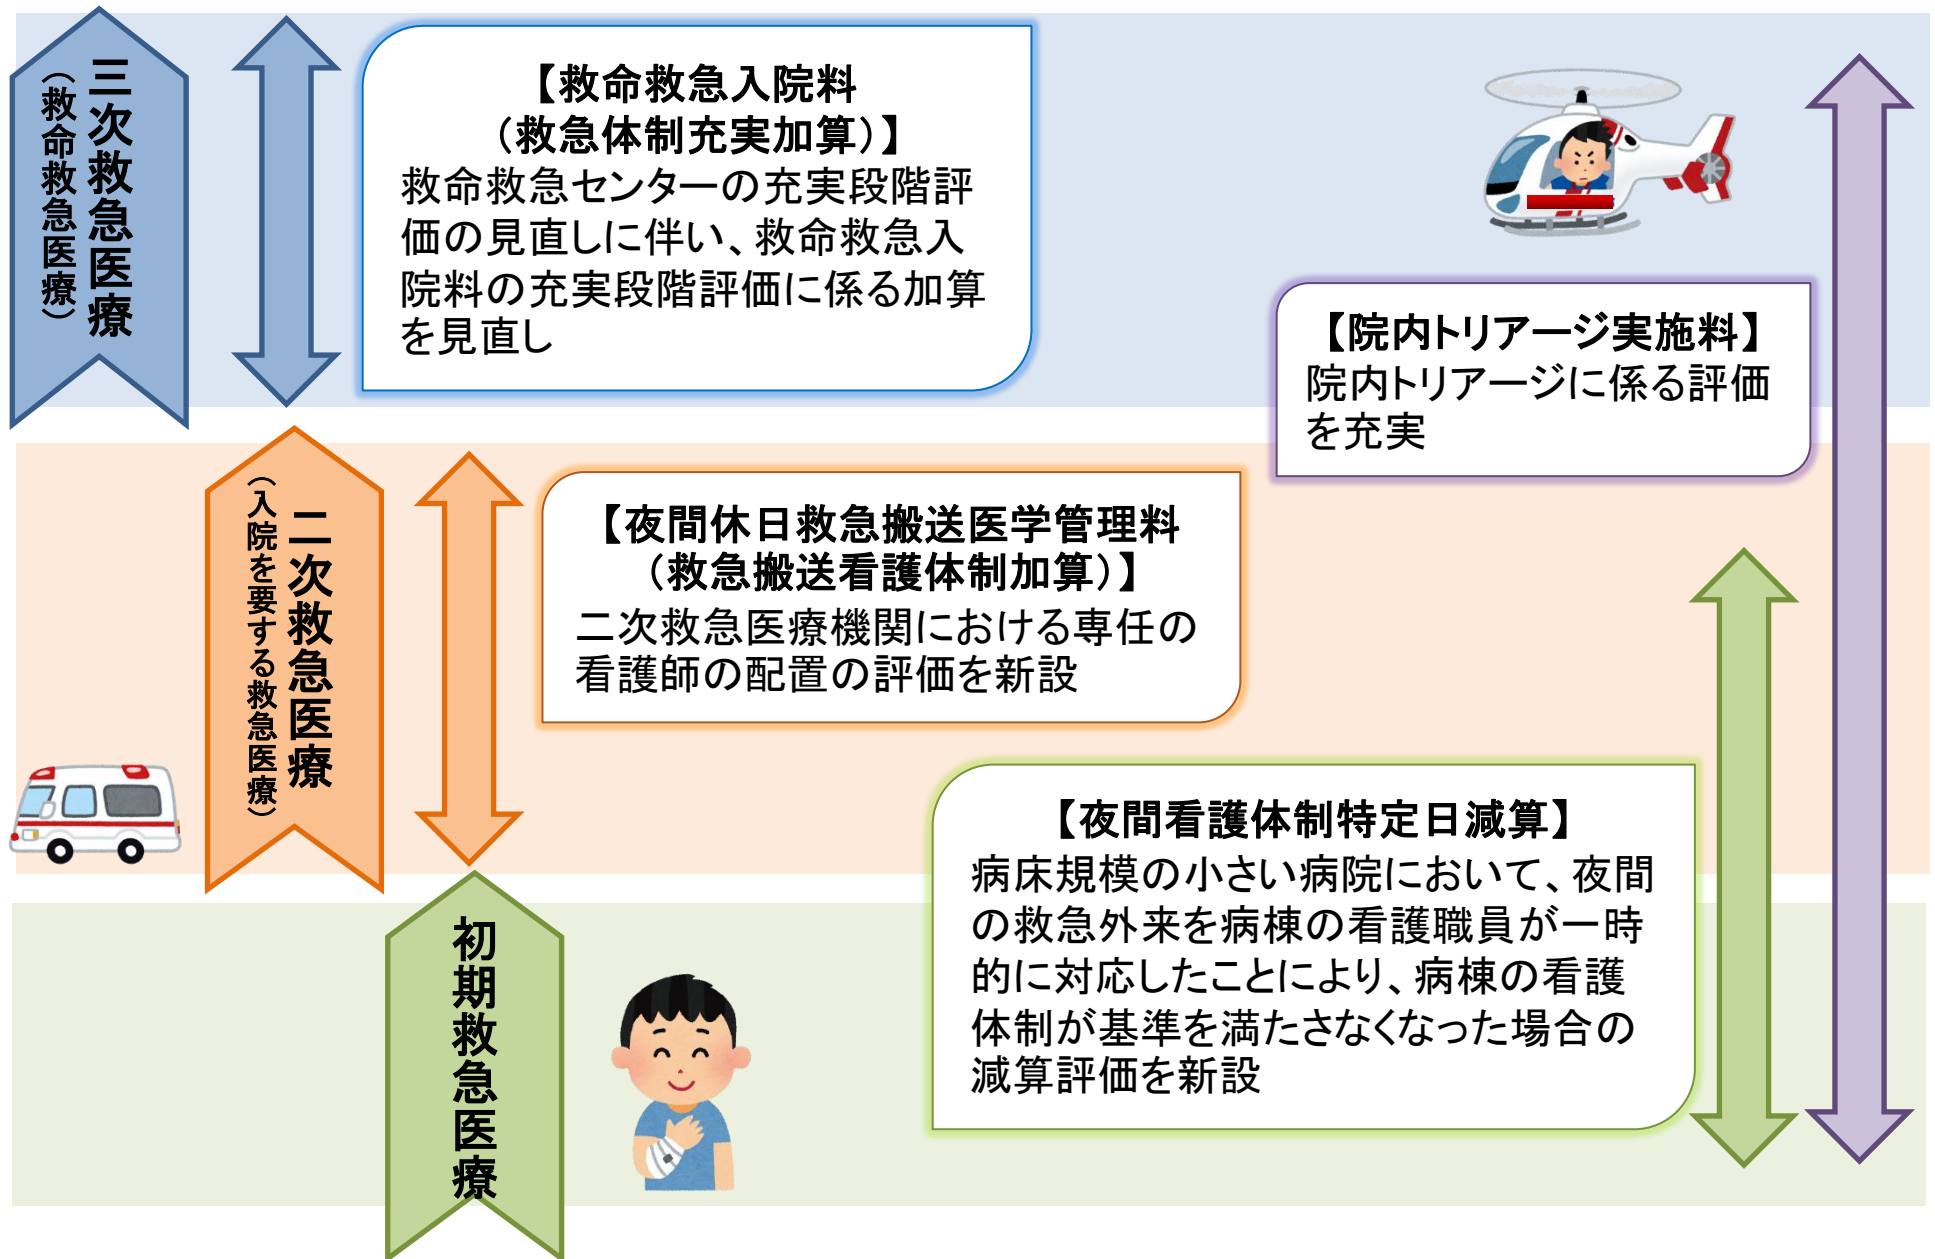 三次救急医療
（救命救急医療）
【救命救急入院料
（救急体制充実加算）】
救命救急センターの充実段階評
価の見直しに伴い、救命救急入
院料の充実段階評価に係る加算
を見直し
【院内トリアージ実施料】
院内トリアージに係る評価
を充実
二次救急医療
（入院を要する救急医療）
【夜間休日救急搬送医学管理料
（救急搬送看護体制加算）】
二次救急医療機関における専任の
看護師の配置の評価を新設
初期救急医療
【夜間看護体制特定日減算】
病床規模の小さい病院において、夜間
の救急外来を病棟の看護職員が一時
的に対応したことにより、病棟の看護
体制が基準を満たさなくなった場合の
減算評価を新設